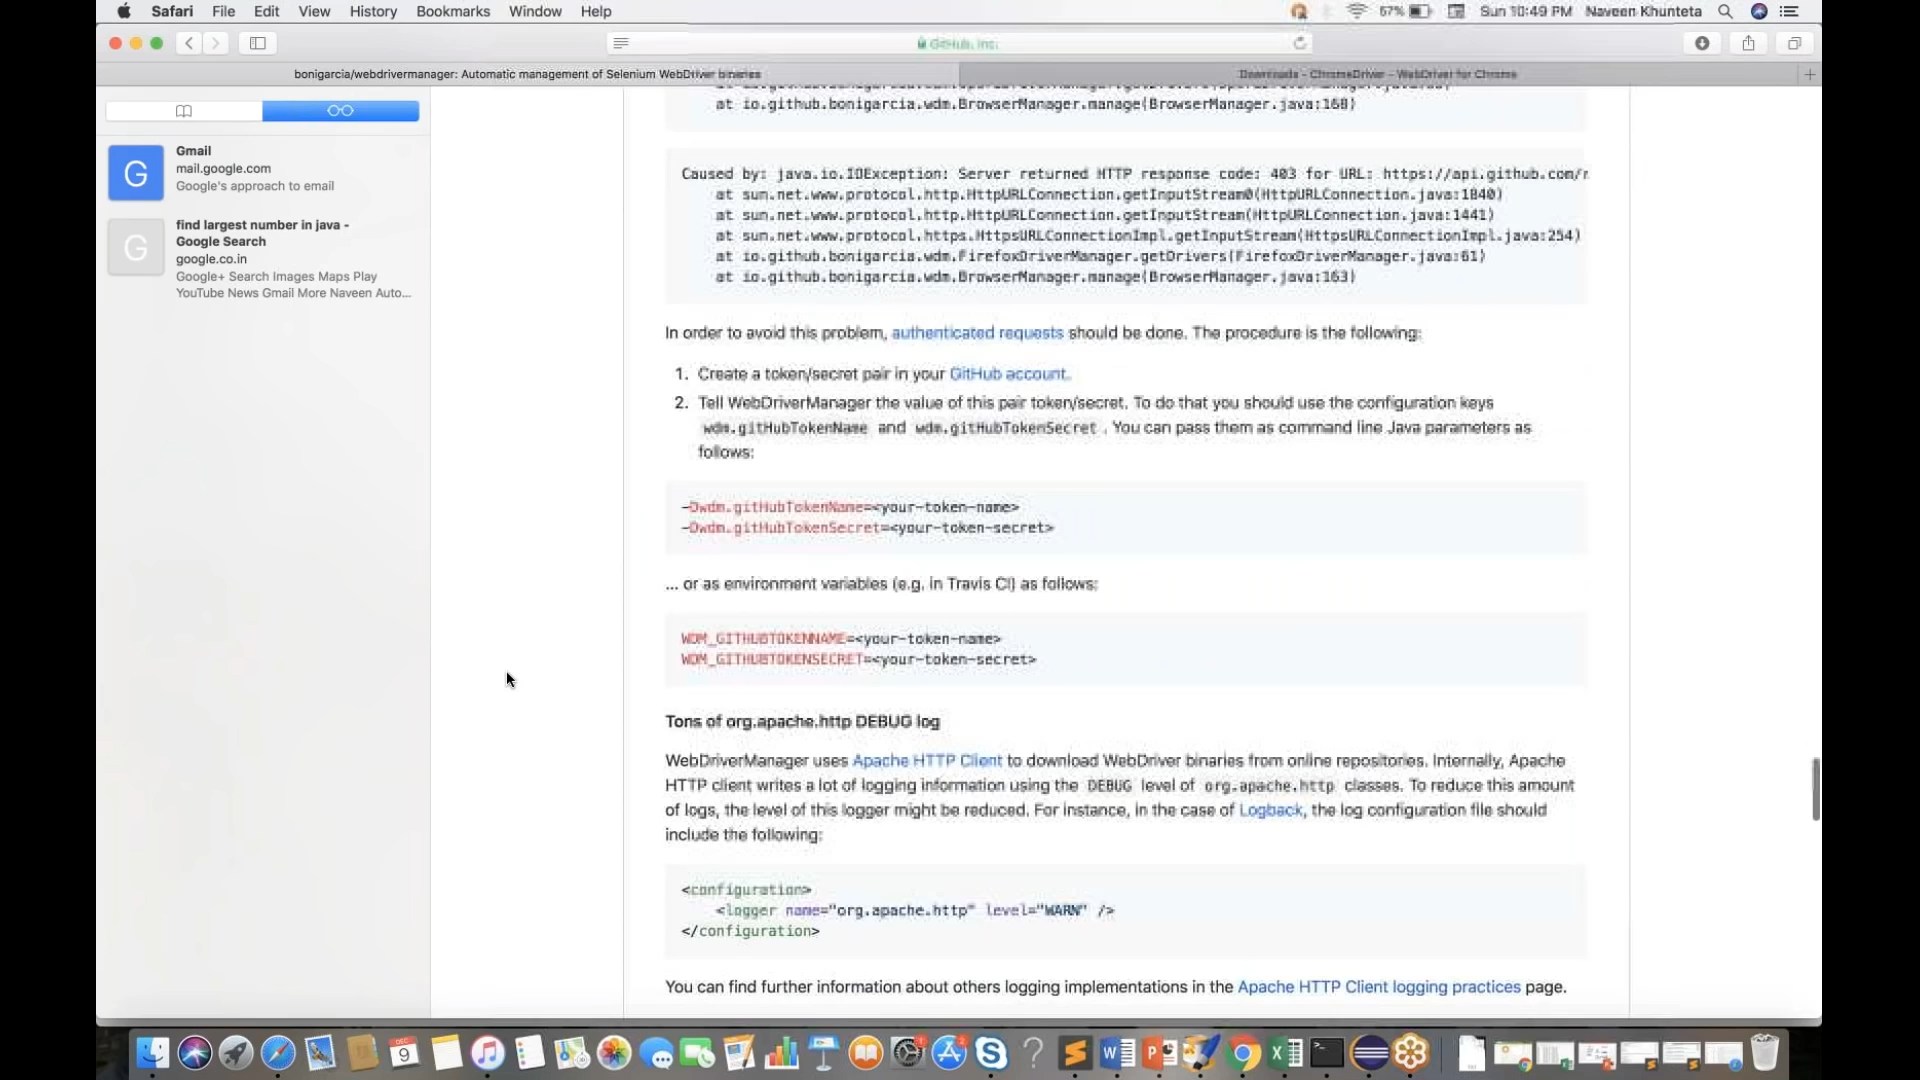 Safari File Edit View History Bookmarks Window Help 67% Sun 10:49 PM Naveen Khunteta
GitHub, Inc.
bonigarcia/webdrivermanager: Automatic management of Selenium WebDriver binaries
Downloads - ChromeDriver - WebDriver for Chrome
G
Gmail
mail.google.com
Google's approach to email
G
find largest number in java -
Google Search
google.co.in
Google+ Search Images Maps Play
YouTube News Gmail More Naveen Auto...
at io.github.bonigarcia.wdm.BrowserManager.manage(BrowserManager.java:168)
Caused by: java.io.IOException: Server returned HTTP response code: 403 for URL: https://api.github.com/r
at sun.net.www.protocol.http.HttpURLConnection.getInputStream0(HttpURLConnection.java:1840)
at sun.net.www.protocol.http.HttpURLConnection.getInputStream(HttpURLConnection.java:1441)
at sun.net.www.protocol.https.HttpsURLConnectionImpl.getInputStream(HttpsURLConnectionImpl.java:254)
at io.github.bonigarcia.wdm.FirefoxDriverManager.getDrivers(FirefoxDriverManager.java:61)
at io.github.bonigarcia.wdm.BrowserManager.manage(BrowserManager.java:163)
In order to avoid this problem, authenticated requests should be done. The procedure is the following:
1. Create a token/secret pair in your GitHub account.
2. Tell WebDriverManager the value of this pair token/secret. To do that you should use the configuration keys
wdm.gitHubTokenName and wdm.gitHubTokenSecret . You can pass them as command line Java parameters as
follows:
-Dwdm.gitHubTokenName=<your-token-name>
-Dwdm.gitHubTokenSecret=<your-token-secret>
... or as environment variables (e.g. in Travis CI) as follows:
WDM_GITHUBTOKENNAME=<your-token-name>
WDM_GITHUBTOKENSECRET=<your-token-secret>
Tons of org.apache.http DEBUG log
WebDriverManager uses Apache HTTP Client to download WebDriver binaries from online repositories. Internally, Apache
HTTP client writes a lot of logging information using the DEBUG level of org.apache.http classes. To reduce this amount
of logs, the level of this logger might be reduced. For instance, in the case of Logback, the log configuration file should
include the following:
<configuration>
<logger name="org.apache.http" level="WARN" />
</configuration>
You can find further information about others logging implementations in the Apache HTTP Client logging practices page.
DEC
9